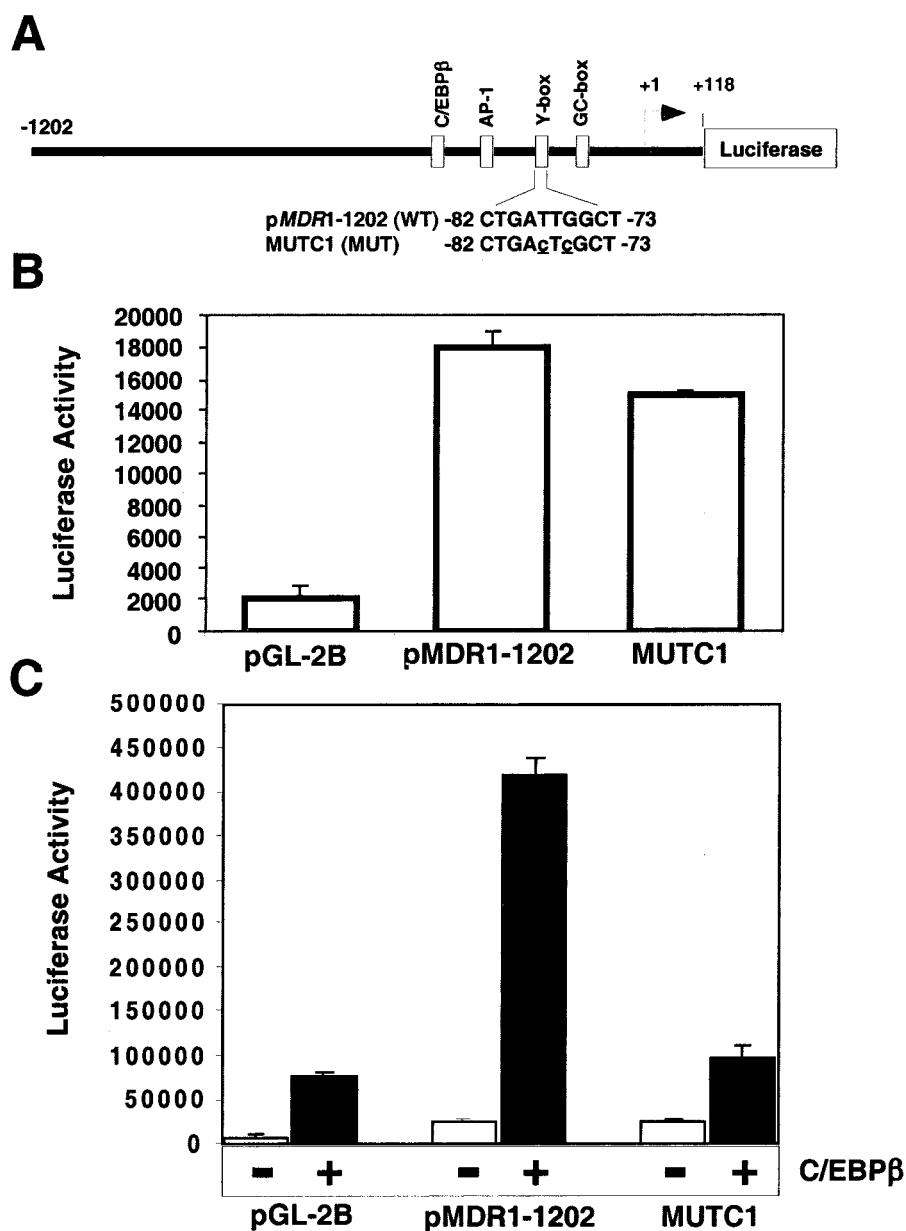 A
C/EBPβ
AP-1
Y-box
GC-box
+1
+118
-1202
Luciferase
pMDR1-1202 (WT) -82 CTGATTGGCT -73
MUTC1 (MUT) -82 CTGAcTcGCT -73
B
Luciferase Activity
20000
18000
16000
14000
12000
10000
8000
6000
4000
2000
0
pGL-2B
pMDR1-1202
MUTC1
C
Luciferase Activity
500000
450000
400000
350000
300000
250000
200000
150000
100000
50000
0
- + - + - + C/EBPβ
pGL-2B
pMDR1-1202
MUTC1